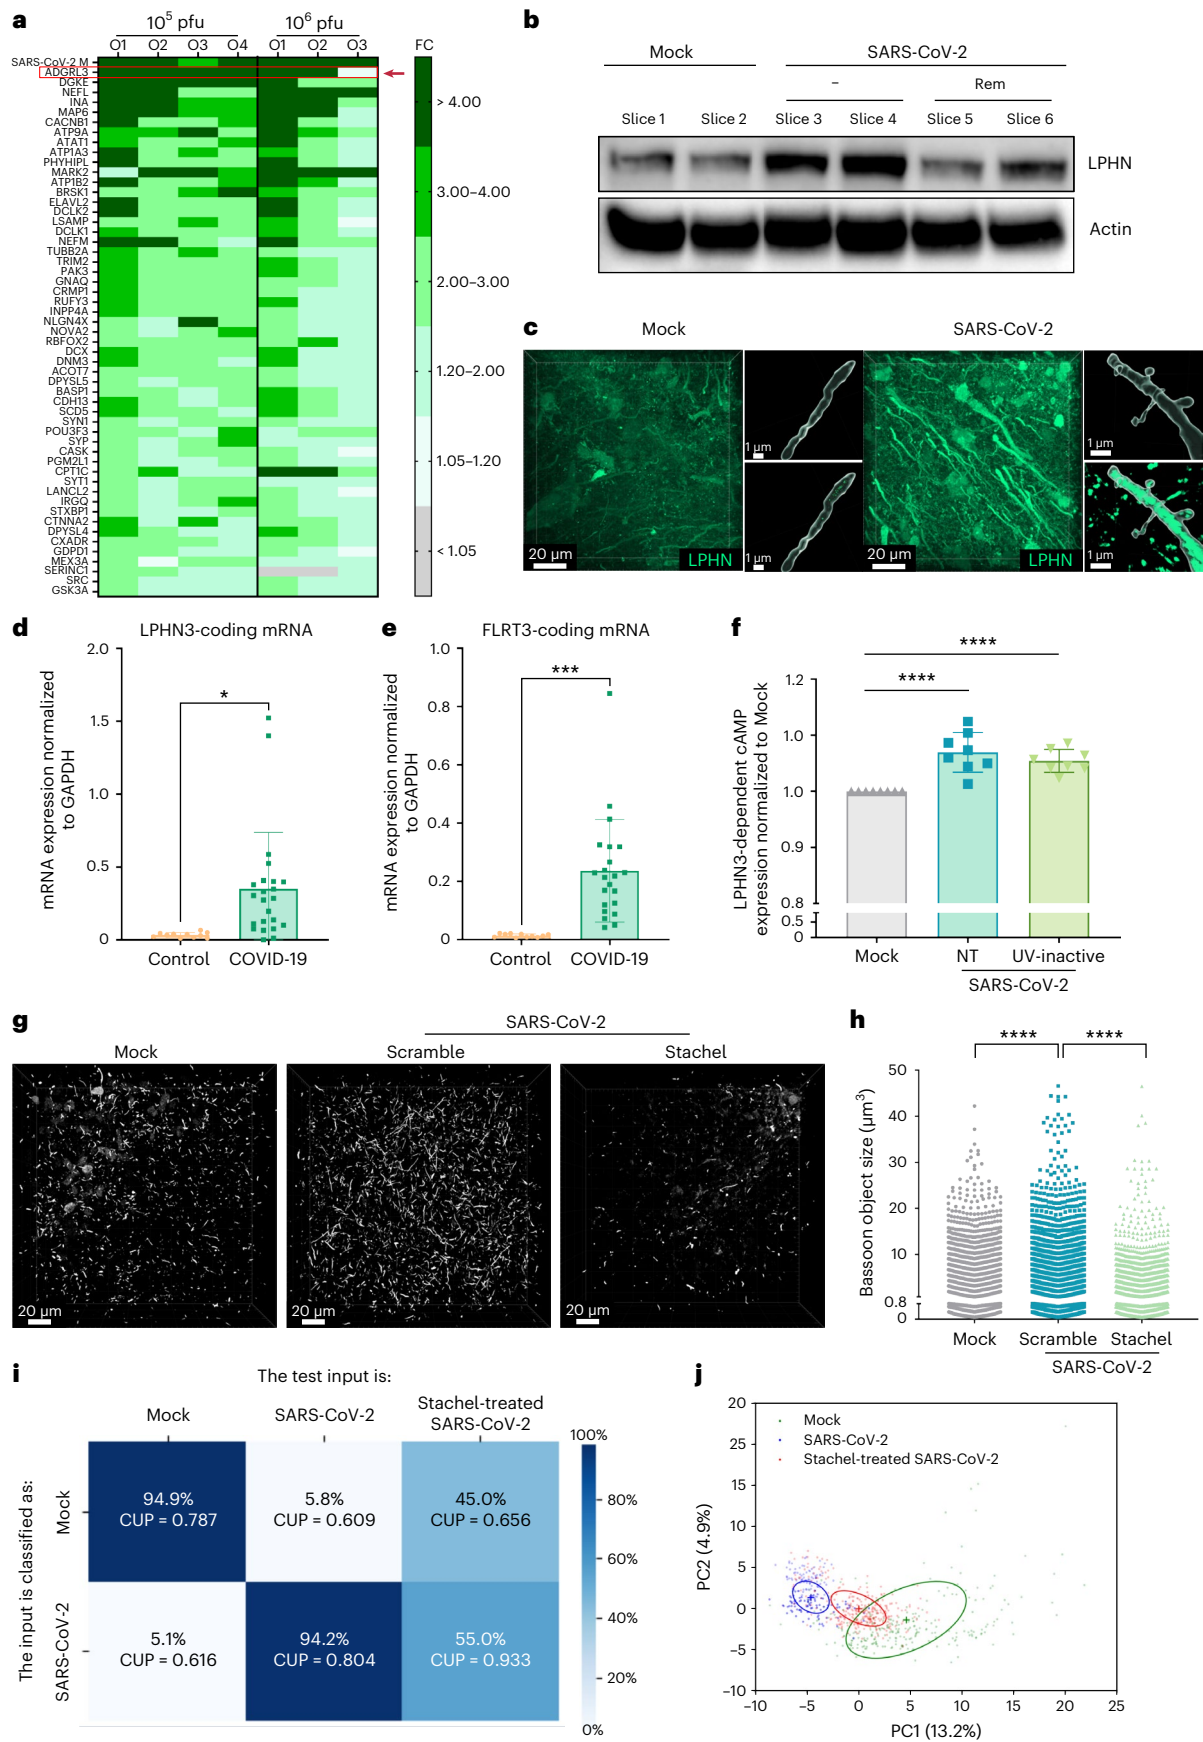 a
10⁵ pfu
10⁶ pfu
O1 O2 O3 O4 O1 O2 O3 FC
SARS-CoV-2 M
ADGRL3
DGKE
NEFL
INA
MAP6
CACNB1
ATP9A
ATAT1
ATP1A3
PHYHIPL
MARK2
ATP1B2
BRSK1
ELAVL2
DCLK2
LSAMP
DCLK1
NEFM
TUBB2A
TRIM2
PAK3
GNAQ
CRMP1
RUFY3
INPP4A
NLGN4X
NOVA2
RBFOX2
DCX
DNM3
ACOT7
DPYSL5
BASP1
CDH13
SCD5
SYN1
POU3F3
SYP
CASK
PGM2L1
CPT1C
SYT1
LANCL2
IRGQ
STXBP1
CTNNA2
DPYSL4
CXADR
GDPD1
MEX3A
SERINC1
SRC
GSK3A
> 4.00
3.00–4.00
2.00–3.00
1.20–2.00
1.05–1.20
< 1.05
b
Mock
SARS-CoV-2
–
Rem
Slice 1 Slice 2 Slice 3 Slice 4 Slice 5 Slice 6
LPHN
Actin
c
Mock
SARS-CoV-2
1 µm
1 µm
20 µm
LPHN
1 µm
20 µm
LPHN
1 µm
d
LPHN3-coding mRNA
mRNA expression normalized
to GAPDH
2.0
1.5
1.0
0.5
0
*
Control
COVID-19
e
FLRT3-coding mRNA
mRNA expression normalized
to GAPDH
1.0
0.8
0.6
0.4
0.2
0
***
Control
COVID-19
f
LPHN3-dependent cAMP
expression normalized to Mock
1.2
1.0
1.0
0.9
0.8
0.5
0
****
****
Mock
NT
UV-inactive
SARS-CoV-2
g
SARS-CoV-2
Mock
Scramble
Stachel
20 µm
20 µm
20 µm
h
Bassoon object size (µm³)
50
40
30
20
10
0.8
0
****
****
Mock
Scramble
Stachel
SARS-CoV-2
i
The test input is:
Mock
SARS-CoV-2
Stachel-treated
SARS-CoV-2
The input is classified as:
Mock
SARS-CoV-2
94.9%
CUP = 0.787
5.8%
CUP = 0.609
45.0%
CUP = 0.656
5.1%
CUP = 0.616
94.2%
CUP = 0.804
55.0%
CUP = 0.933
100%
80%
60%
40%
20%
0%
j
Mock
SARS-CoV-2
Stachel-treated SARS-CoV-2
PC2 (4.9%)
20
25
15
10
5
0
–5
–10
–10 –5 0 5 10 15 20 25
PC1 (13.2%)